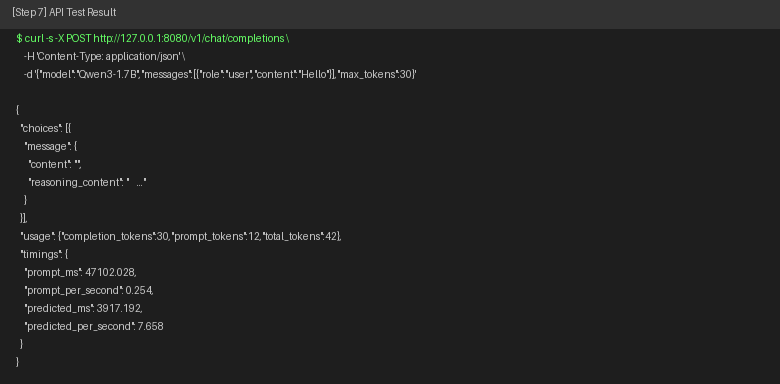 [Step 7] API Test Result
$ curl -s -X POST http://127.0.0.1:8080/v1/chat/completions \
-H 'Content-Type: application/json' \
-d '{"model":"Qwen3-1.7B","messages":[{"role":"user","content":"Hello"}],"max_tokens":30}'
{
"choices": [{
"message": {
"content": "",
"reasoning_content": " ..."
}
}],
"usage": {"completion_tokens":30,"prompt_tokens":12,"total_tokens":42},
"timings": {
"prompt_ms": 47102.028,
"prompt_per_second": 0.254,
"predicted_ms": 3917.192,
"predicted_per_second": 7.658
}
}